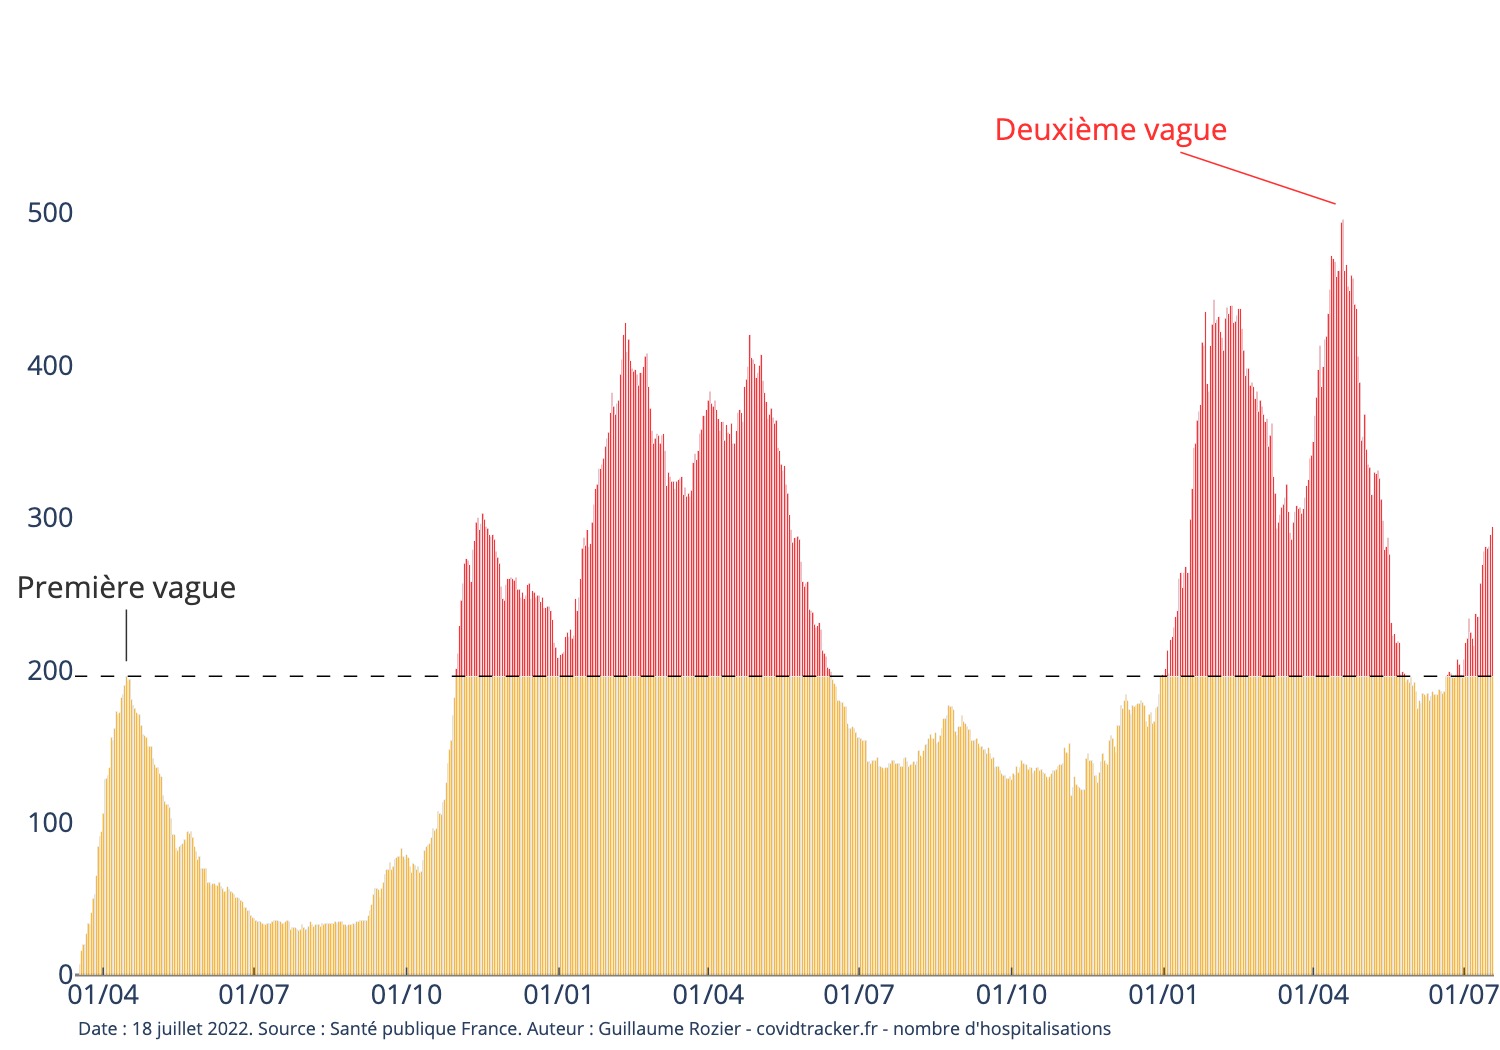 Deuxième vague
500
400
300
Première vague
200
100
0
01/04 01/07 01/10 01/01 01/04 01/07 01/10 01/01 01/04 01/07
Date : 18 juillet 2022. Source : Santé publique France. Auteur : Guillaume Rozier - covidtracker.fr - nombre d'hospitalisations